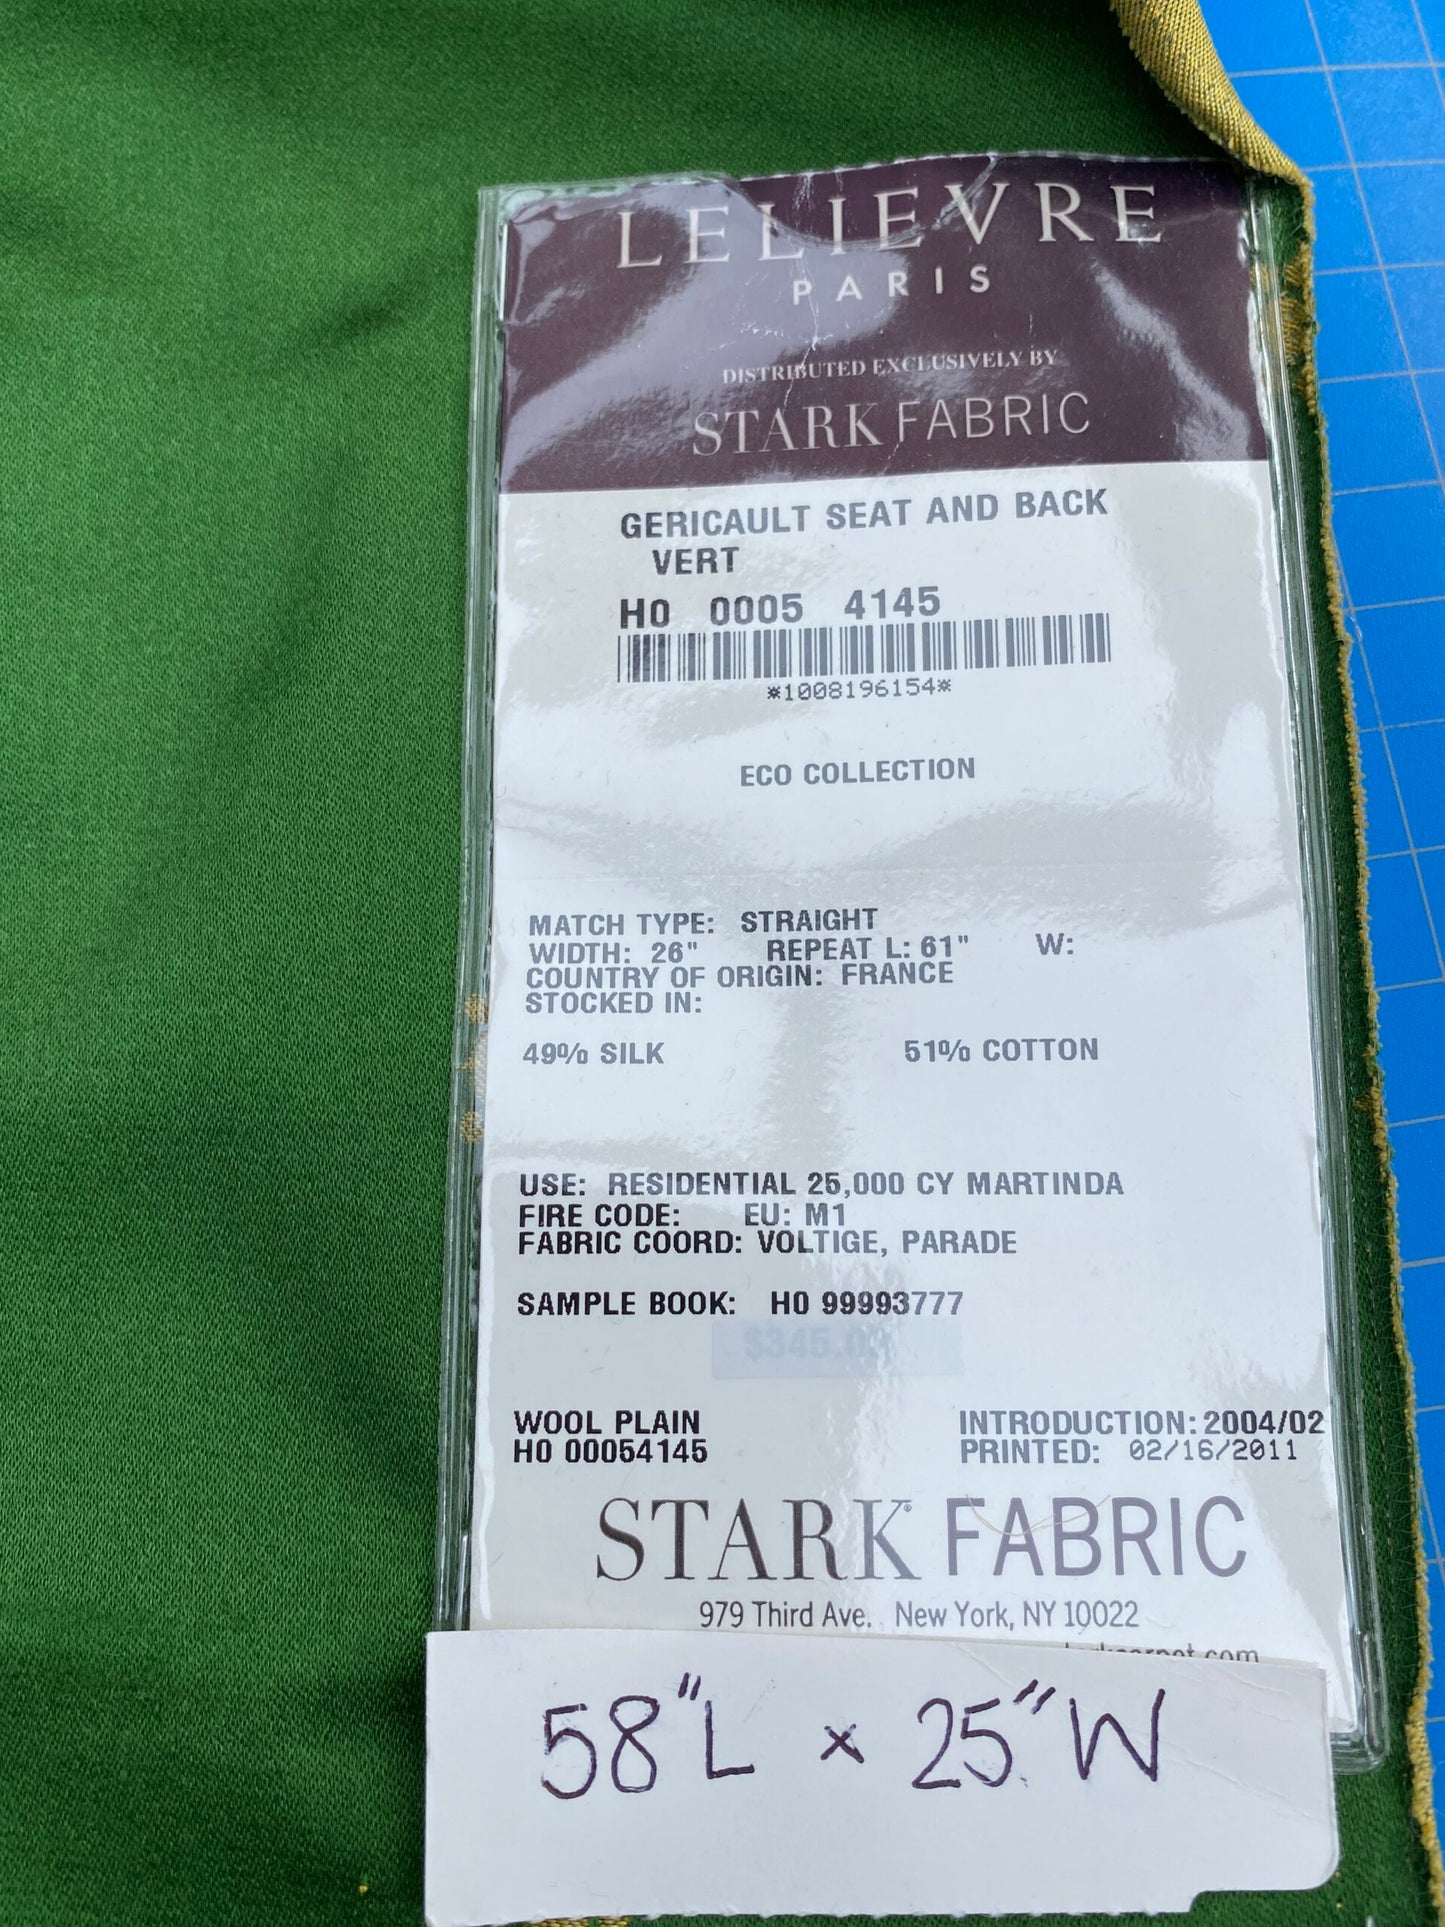 LELIEVRE
PARIS
DISTRIBUTED EXCLUSIVELY BY
STARK FABRIC
GERICAULT SEAT AND BACK
VERT
H0 0005 4145
*1008196154*
ECO COLLECTION
MATCH TYPE: STRAIGHT
WIDTH: 26" REPEAT L: 61" W:
COUNTRY OF ORIGIN: FRANCE
STOCKED IN:
49% SILK 51% COTTON
USE: RESIDENTIAL 25,000 CY MARTINDA
FIRE CODE: EU: M1
FABRIC COORD: VOLTIGE, PARADE
SAMPLE BOOK: H0 99993777
$345.00
WOOL PLAIN INTRODUCTION: 2004/02
H0 00054145 PRINTED: 02/16/2011
STARK FABRIC
979 Third Ave. New York, NY 10022
58"L x 25"W